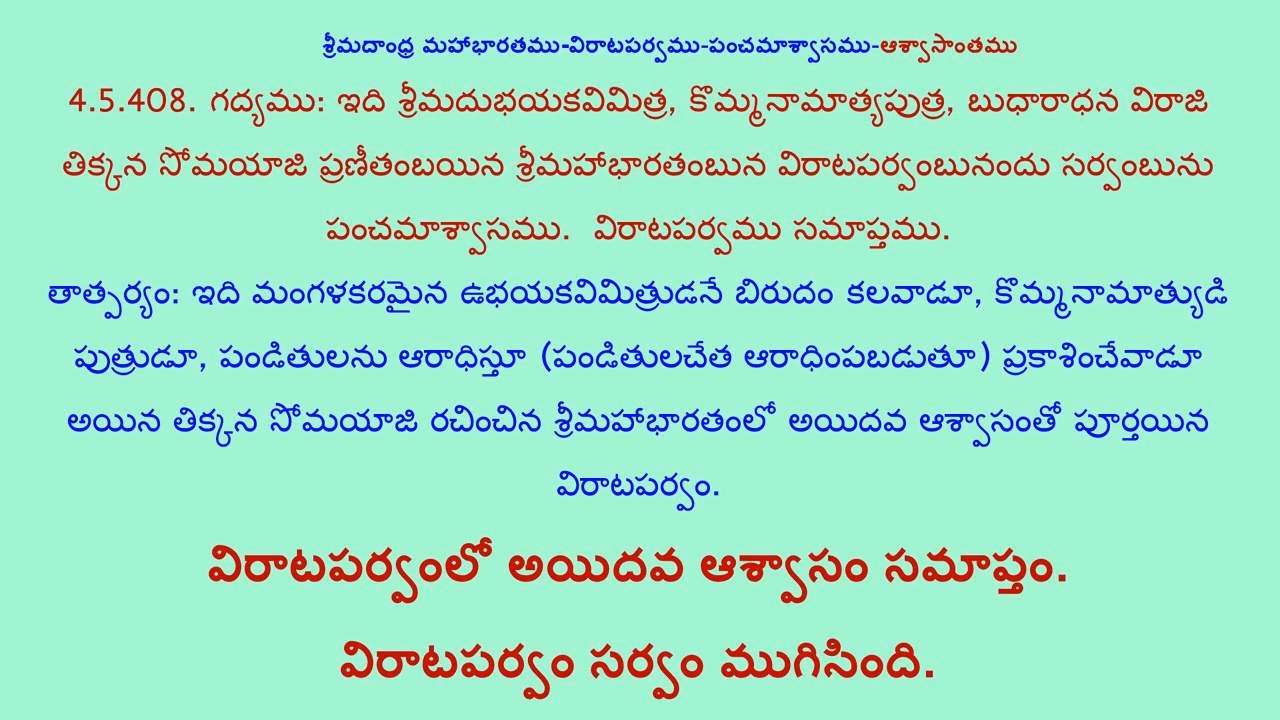 శ్రీమదాంధ్ర మహాభారతము-విరాటపర్వము-పంచమాశ్వాసము-ఆశ్వాసాంతము
4.5.408. గద్యము: ఇది శ్రీమదుభయకవిమిత్ర, కొమ్మనామాత్యపుత్ర, బుధారాధన విరాజి
తిక్కన సోమయాజి ప్రణీతంబయిన శ్రీమహాభారతంబున విరాటపర్వంబునందు సర్వంబును
పంచమాశ్వాసము. విరాటపర్వము సమాప్తము.
తాత్పర్యం: ఇది మంగళకరమైన ఉభయకవిమిత్రుడనే బిరుదం కలవాడూ, కొమ్మనామాత్యుడి
పుత్రుడూ, పండితులను ఆరాధిస్తూ (పండితులచేత ఆరాధింపబడుతూ) ప్రకాశించేవాడూ
అయిన తిక్కన సోమయాజి రచించిన శ్రీమహాభారతంలో అయిదవ ఆశ్వాసంతో పూర్తయిన
విరాటపర్వం.
విరాటపర్వంలో అయిదవ ఆశ్వాసం సమాప్తం.
విరాటపర్వం సర్వం ముగిసింది.